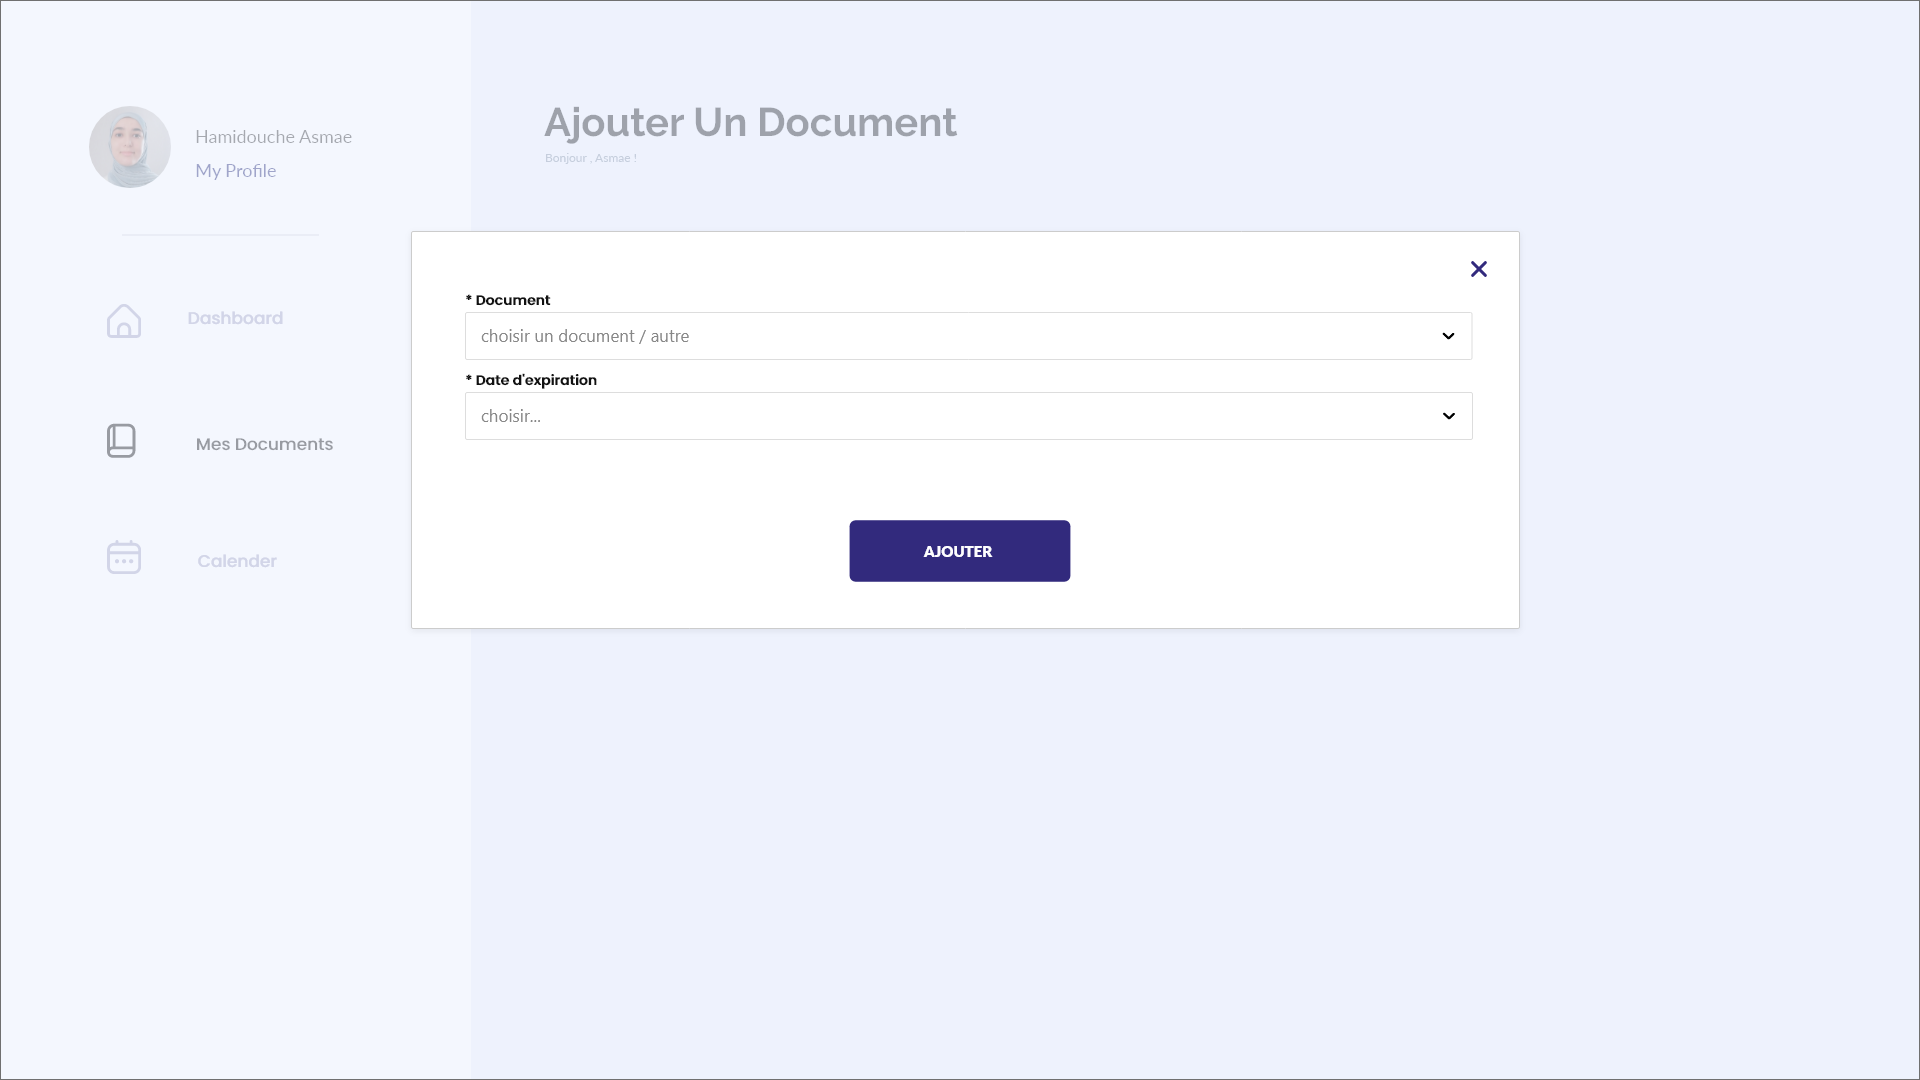 Hamidouche Asmae
My Profile
Dashboard
Mes Documents
Calender
Ajouter Un Document
Bonjour , Asmae !
* Document
choisir un document / autre
* Date d'expiration
choisir...
AJOUTER